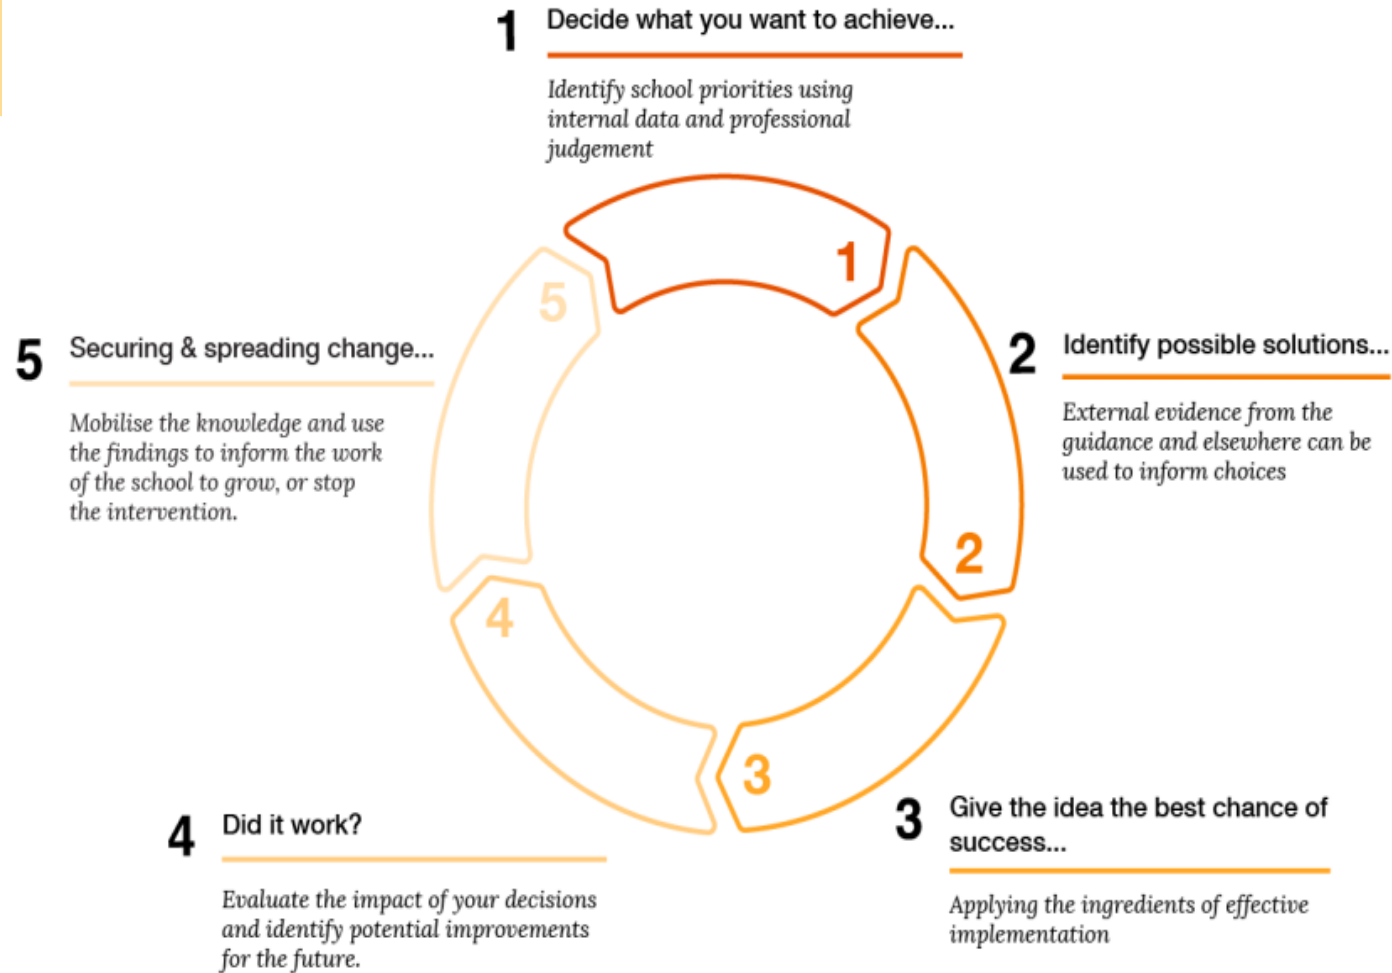 1
Decide what you want to achieve...
Identify school priorities using
internal data and professional
judgement
1
5
2
Identify possible solutions...
External evidence from the
guidance and elsewhere can be
used to inform choices
5
Securing & spreading change...
Mobilise the knowledge and use
the findings to inform the work
of the school to grow, or stop
the intervention.
2
4
3
3
Give the idea the best chance of
success...
Applying the ingredients of effective
implementation
4
Did it work?
Evaluate the impact of your decisions
and identify potential improvements
for the future.